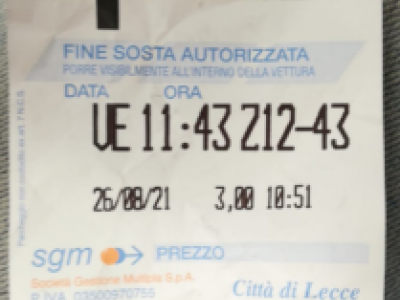 FINE SOSTA AUTORIZZATA
PORRE VISIBILMENTE ALL'INTERNO DELLA VETTURA
DATA ORA
VE 11:43 212-43
26/08/21 3,00 10:51
sgm PREZZO
Società Gestione Multipla S.p.A.
P.IVA 03500970755 Città di Lecce